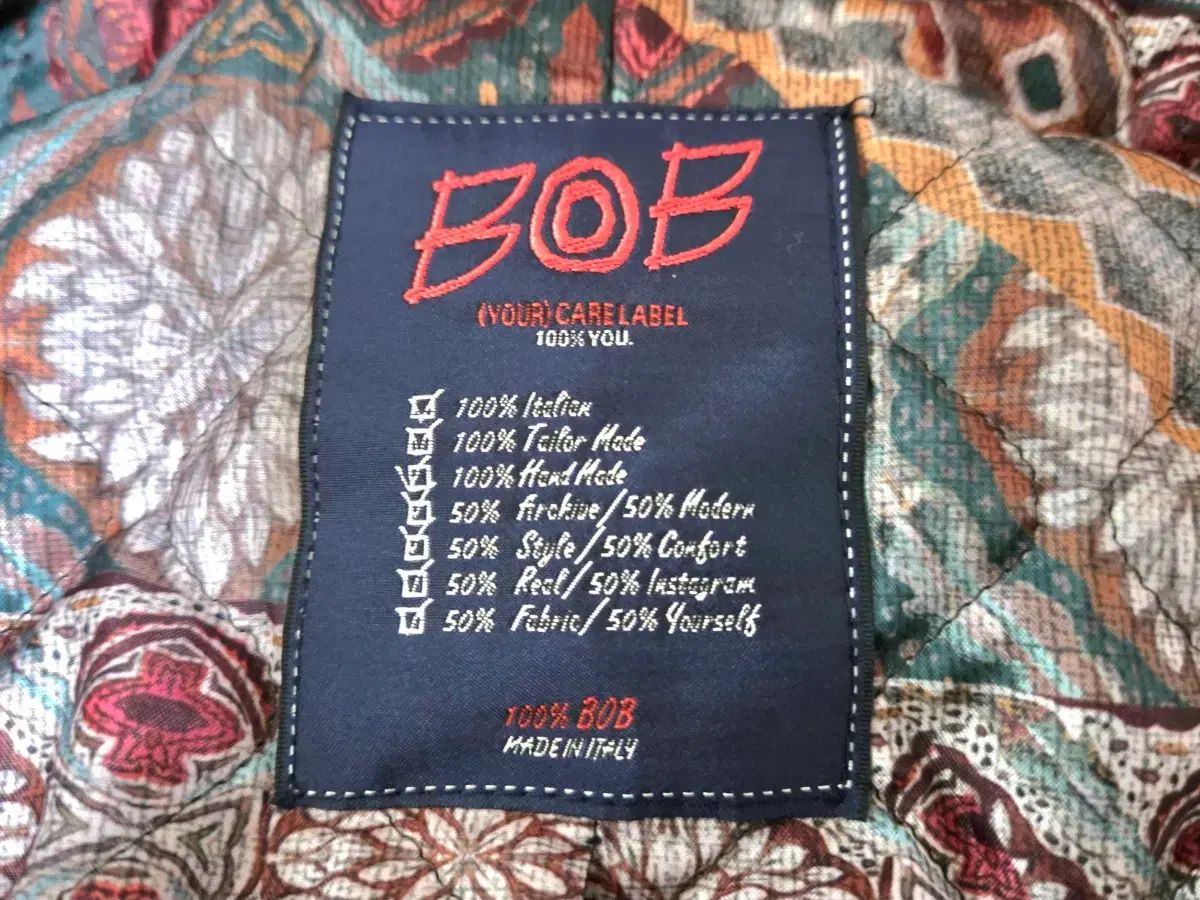 BOB
(YOUR) CARE LABEL
100% YOU.
100% Italian
100% Tailor Made
100% Hand Made
50% Archive/50% Modern
50% Style/50% Comfort
50% Real/50% Instagram
50% Fabric/50% Yourself
100% BOB
MADE IN ITALY